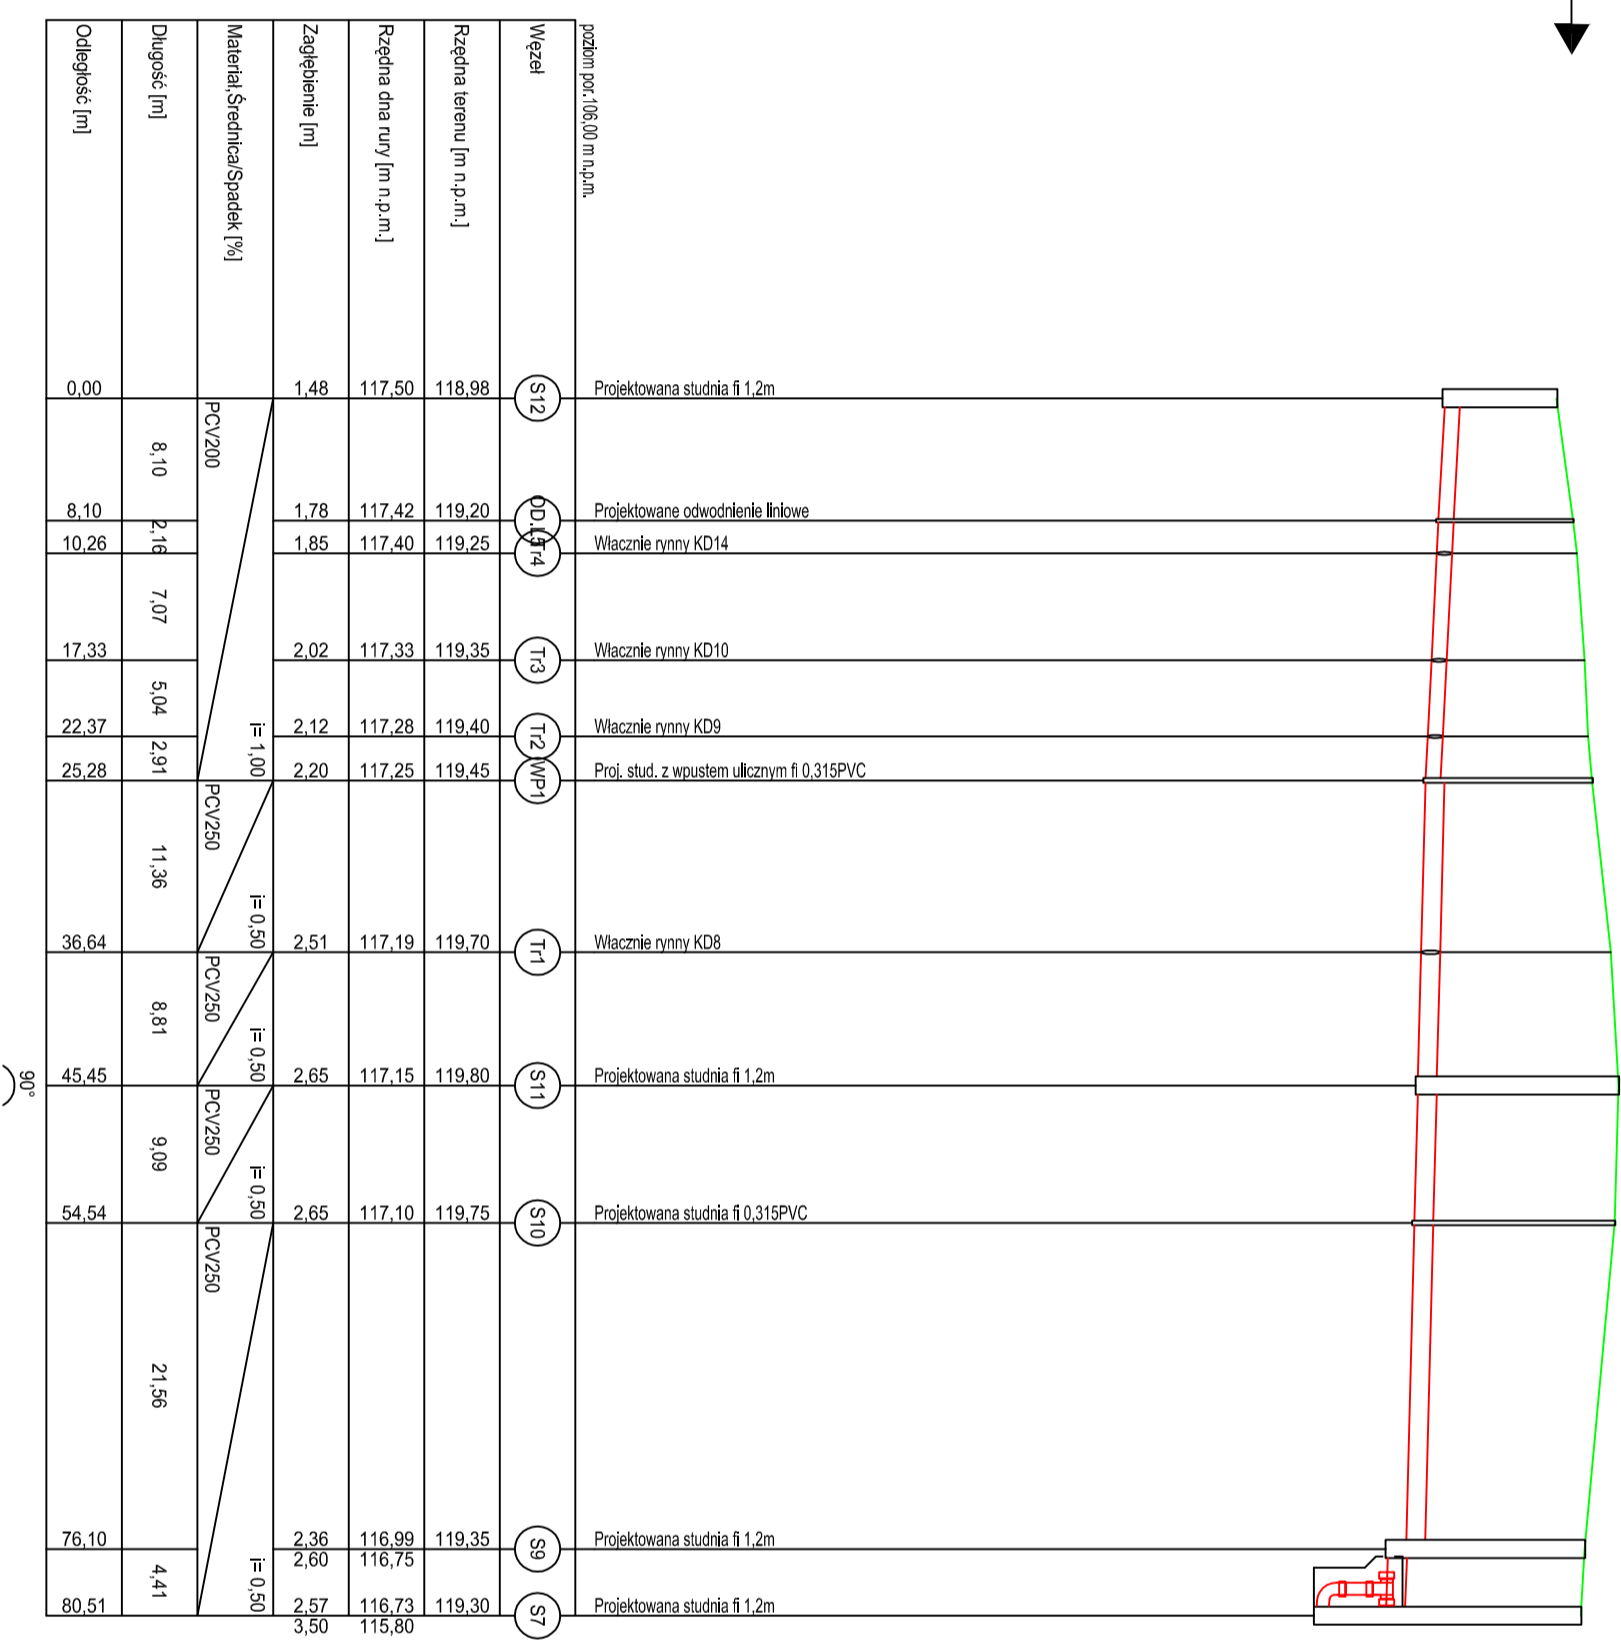 poziom por.106,00 m n.p.m.
Węzeł
Rzędna terenu [m n.p.m.]
Rzędna dna rury [m n.p.m.]
Zagłębienie [m]
Materiał,Średnica/Spadek [%]
Długość [m]
Odległość [m]
0,00 1,48 117,50 118,98 S12 Projektowana studnia fi 1,2m
PCV200
8,10
8,10 1,78 117,42 119,20 OD.L5 Projektowane odwodnienie liniowe
2,16
10,26 1,85 117,40 119,25 Tr4 Włacznie rynny KD14
7,07
17,33 2,02 117,33 119,35 Tr3 Włacznie rynny KD10
5,04
22,37 2,12 117,28 119,40 Tr2 Włacznie rynny KD9
2,91 i= 1,00
25,28 2,20 117,25 119,45 WP1 Proj. stud. z wpustem ulicznym fi 0,315PVC
PCV250
11,36
i= 0,50
36,64 2,51 117,19 119,70 Tr1 Włacznie rynny KD8
PCV250
8,81
i= 0,50
45,45 2,65 117,15 119,80 S11 Projektowana studnia fi 1,2m
90°
PCV250
9,09
i= 0,50
54,54 2,65 117,10 119,75 S10 Projektowana studnia fi 0,315PVC
PCV250
21,56
76,10 2,36 116,99 119,35 S9 Projektowana studnia fi 1,2m
2,60 116,75
4,41 i= 0,50
80,51 2,57 116,73 119,30 S7 Projektowana studnia fi 1,2m
3,50 115,80